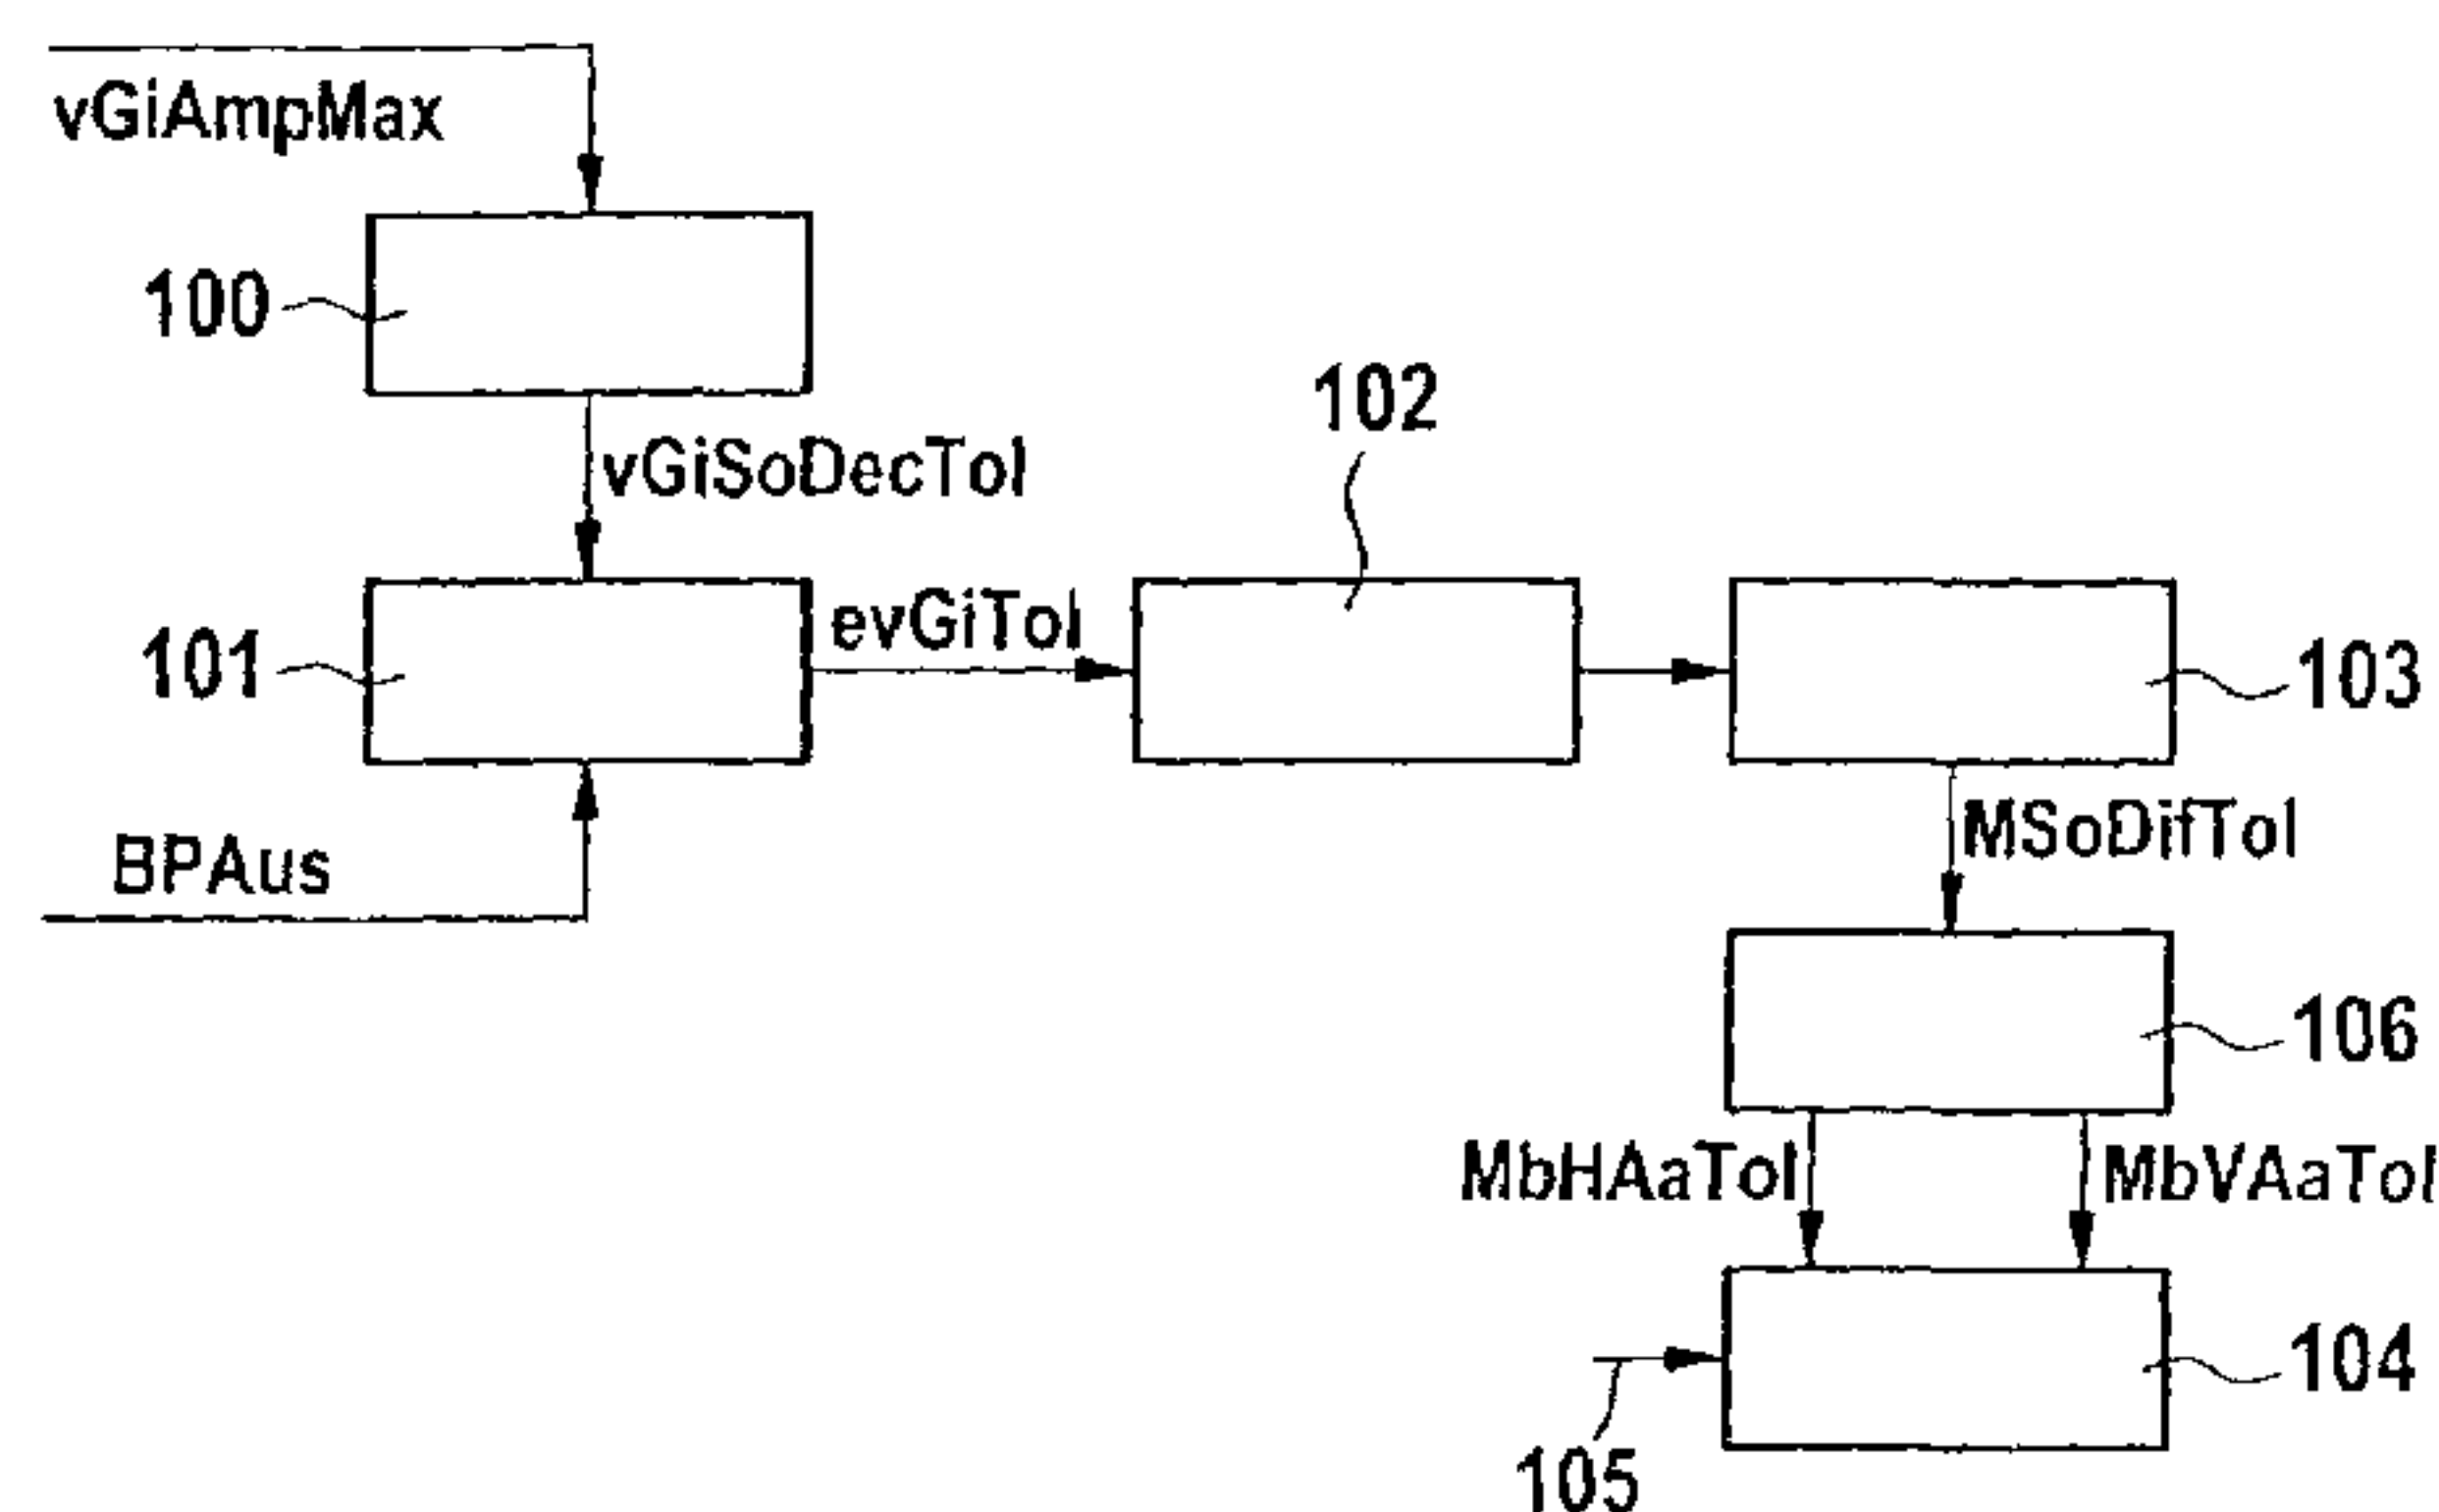 vGiAmpMax
100
vGiSoDecTol
102
101
evGiTol
103
BPAus
MSoDifTol
106
MbHAaTol
MbVAaTol
104
105